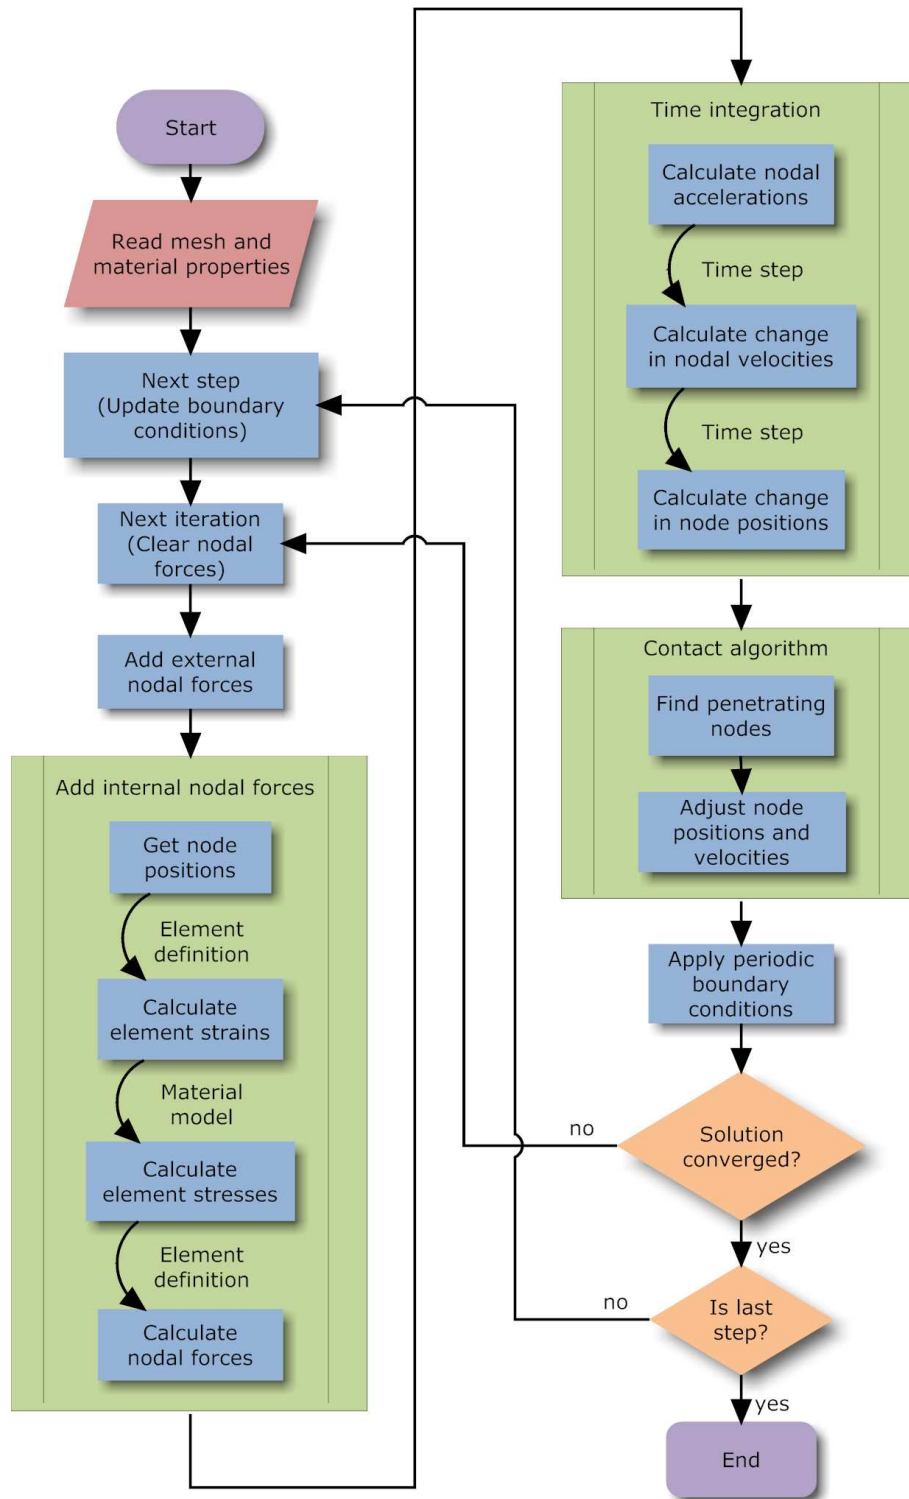 Start
Read mesh and
material properties
Next step
(Update boundary
conditions)
Next iteration
(Clear nodal
forces)
Add external
nodal forces
Add internal nodal forces
Get node
positions
Element
definition
Calculate
element strains
Material
model
Calculate
element stresses
Element
definition
Calculate
nodal forces
Time integration
Calculate nodal
accelerations
Time step
Calculate change
in nodal velocities
Time step
Calculate change
in node positions
Contact algorithm
Find penetrating
nodes
Adjust node
positions and
velocities
Apply periodic
boundary
conditions
no
Solution
converged?
yes
no
Is last
step?
yes
End